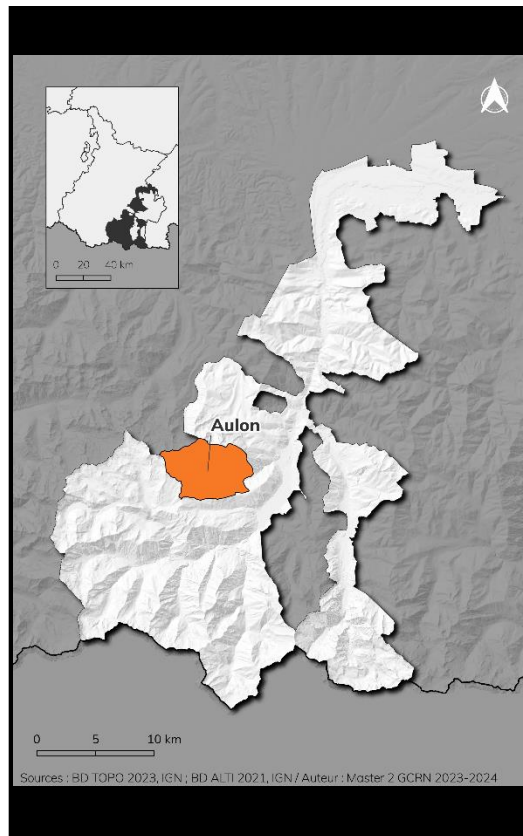 0 20 40 km
Aulon
0 5 10 km
Sources : BD TOPO 2023, IGN ; BD ALTI 2021, IGN / Auteur : Master 2 GCRN 2023-2024